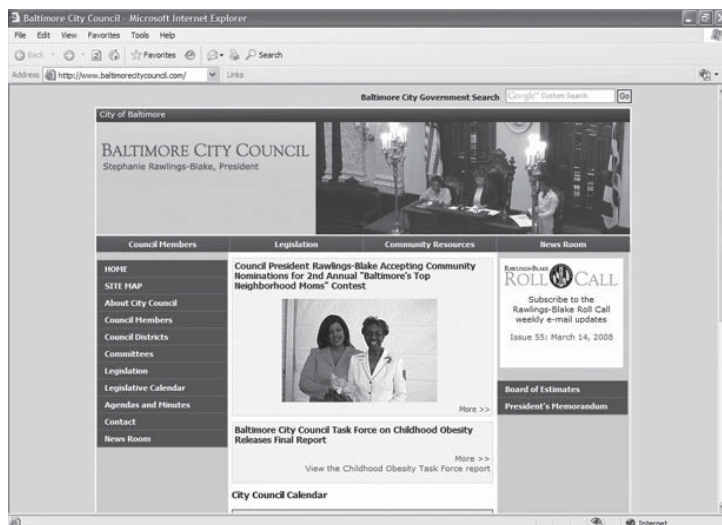 Baltimore City Council - Microsoft Internet Explorer
File Edit View Favorites Tools Help
Back Favorites Search
Address http://www.baltimorecitycouncil.com/ Links
Baltimore City Government Search Google™ Custom Search Go
City of Baltimore
BALTIMORE CITY COUNCIL
Stephanie Rawlings-Blake, President
Council Members Legislation Community Resources News Room
HOME
SITE MAP
About City Council
Council Members
Council Districts
Committees
Legislation
Legislative Calendar
Agendas and Minutes
Contact
News Room
Council President Rawlings-Blake Accepting Community
Nominations for 2nd Annual "Baltimore's Top
Neighborhood Moms" Contest
More >>
Baltimore City Council Task Force on Childhood Obesity
Releases Final Report
More >>
View the Childhood Obesity Task Force report
City Council Calendar
RAWLINGS-BLAKE
ROLL CALL
Subscribe to the
Rawlings-Blake Roll Call
weekly e-mail updates
Issue 55: March 14, 2008
Board of Estimates
President's Memorandum
Internet